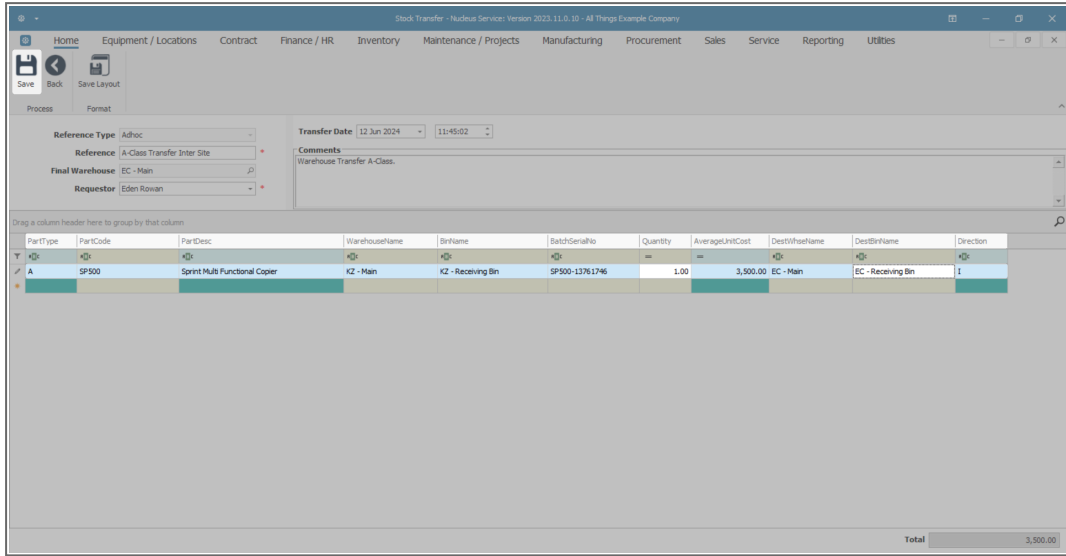 Stock Transfer - Nucleus Service: Version 2023.11.0.10 - All Things Example Company
Home Equipment / Locations Contract Finance / HR Inventory Maintenance / Projects Manufacturing Procurement Sales Service Reporting Utilities
Save Back Save Layout
Process Format
Reference Type Adhoc Transfer Date 12 Jun 2024 11:45:02
Reference A-Class Transfer Inter Site * Comments
Warehouse Transfer A-Class.
Final Warehouse EC - Main
Requestor Eden Rowan *
Drag a column header here to group by that column
PartType PartCode PartDesc WarehouseName BinName BatchSerialNo Quantity AverageUnitCost DestWhseName DestBinName Direction
= =
A SP500 Sprint Multi Functional Copier KZ - Main KZ - Receiving Bin SP500-13761746 1.00 3,500.00 EC - Main EC - Receiving Bin I
Total 3,500.00